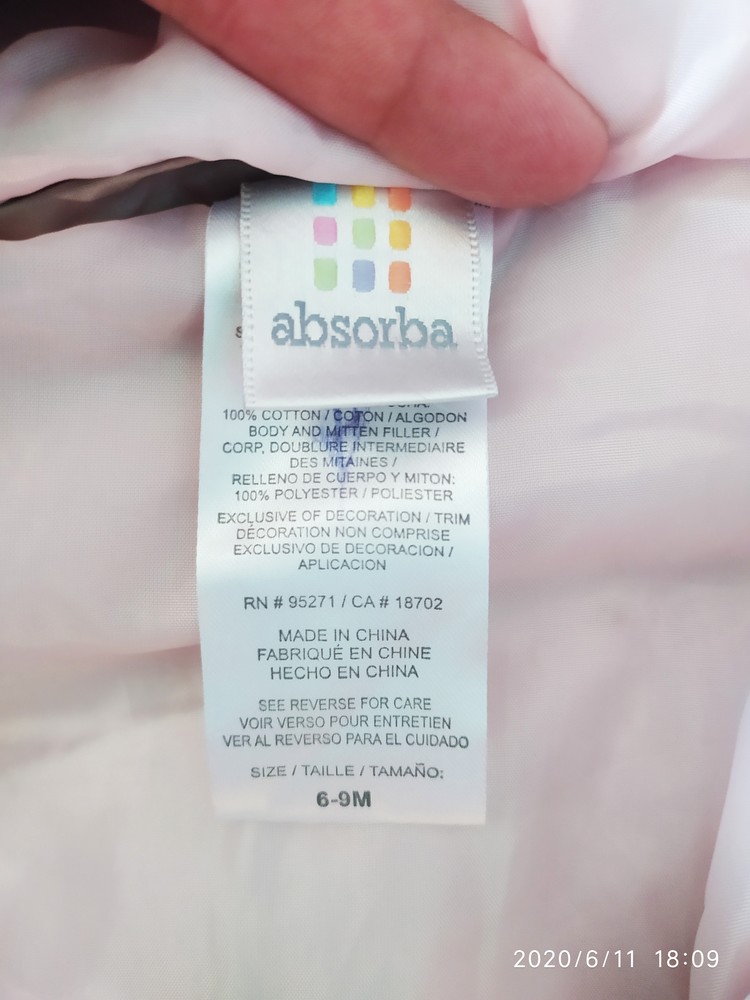 absorba
100% COTTON / COTON / ALGODON
BODY AND MITTEN FILLER /
CORP, DOUBLURE INTERMEDIAIRE
DES MITAINES /
RELLENO DE CUERPO Y MITON:
100% POLYESTER / POLIESTER
EXCLUSIVE OF DECORATION / TRIM
DÉCORATION NON COMPRISE
EXCLUSIVO DE DECORACION /
APLICACION
RN # 95271 / CA # 18702
MADE IN CHINA
FABRIQUÉ EN CHINE
HECHO EN CHINA
SEE REVERSE FOR CARE
VOIR VERSO POUR ENTRETIEN
VER AL REVERSO PARA EL CUIDADO
SIZE / TAILLE / TAMAÑO:
6-9M
2020/6/11 18:09